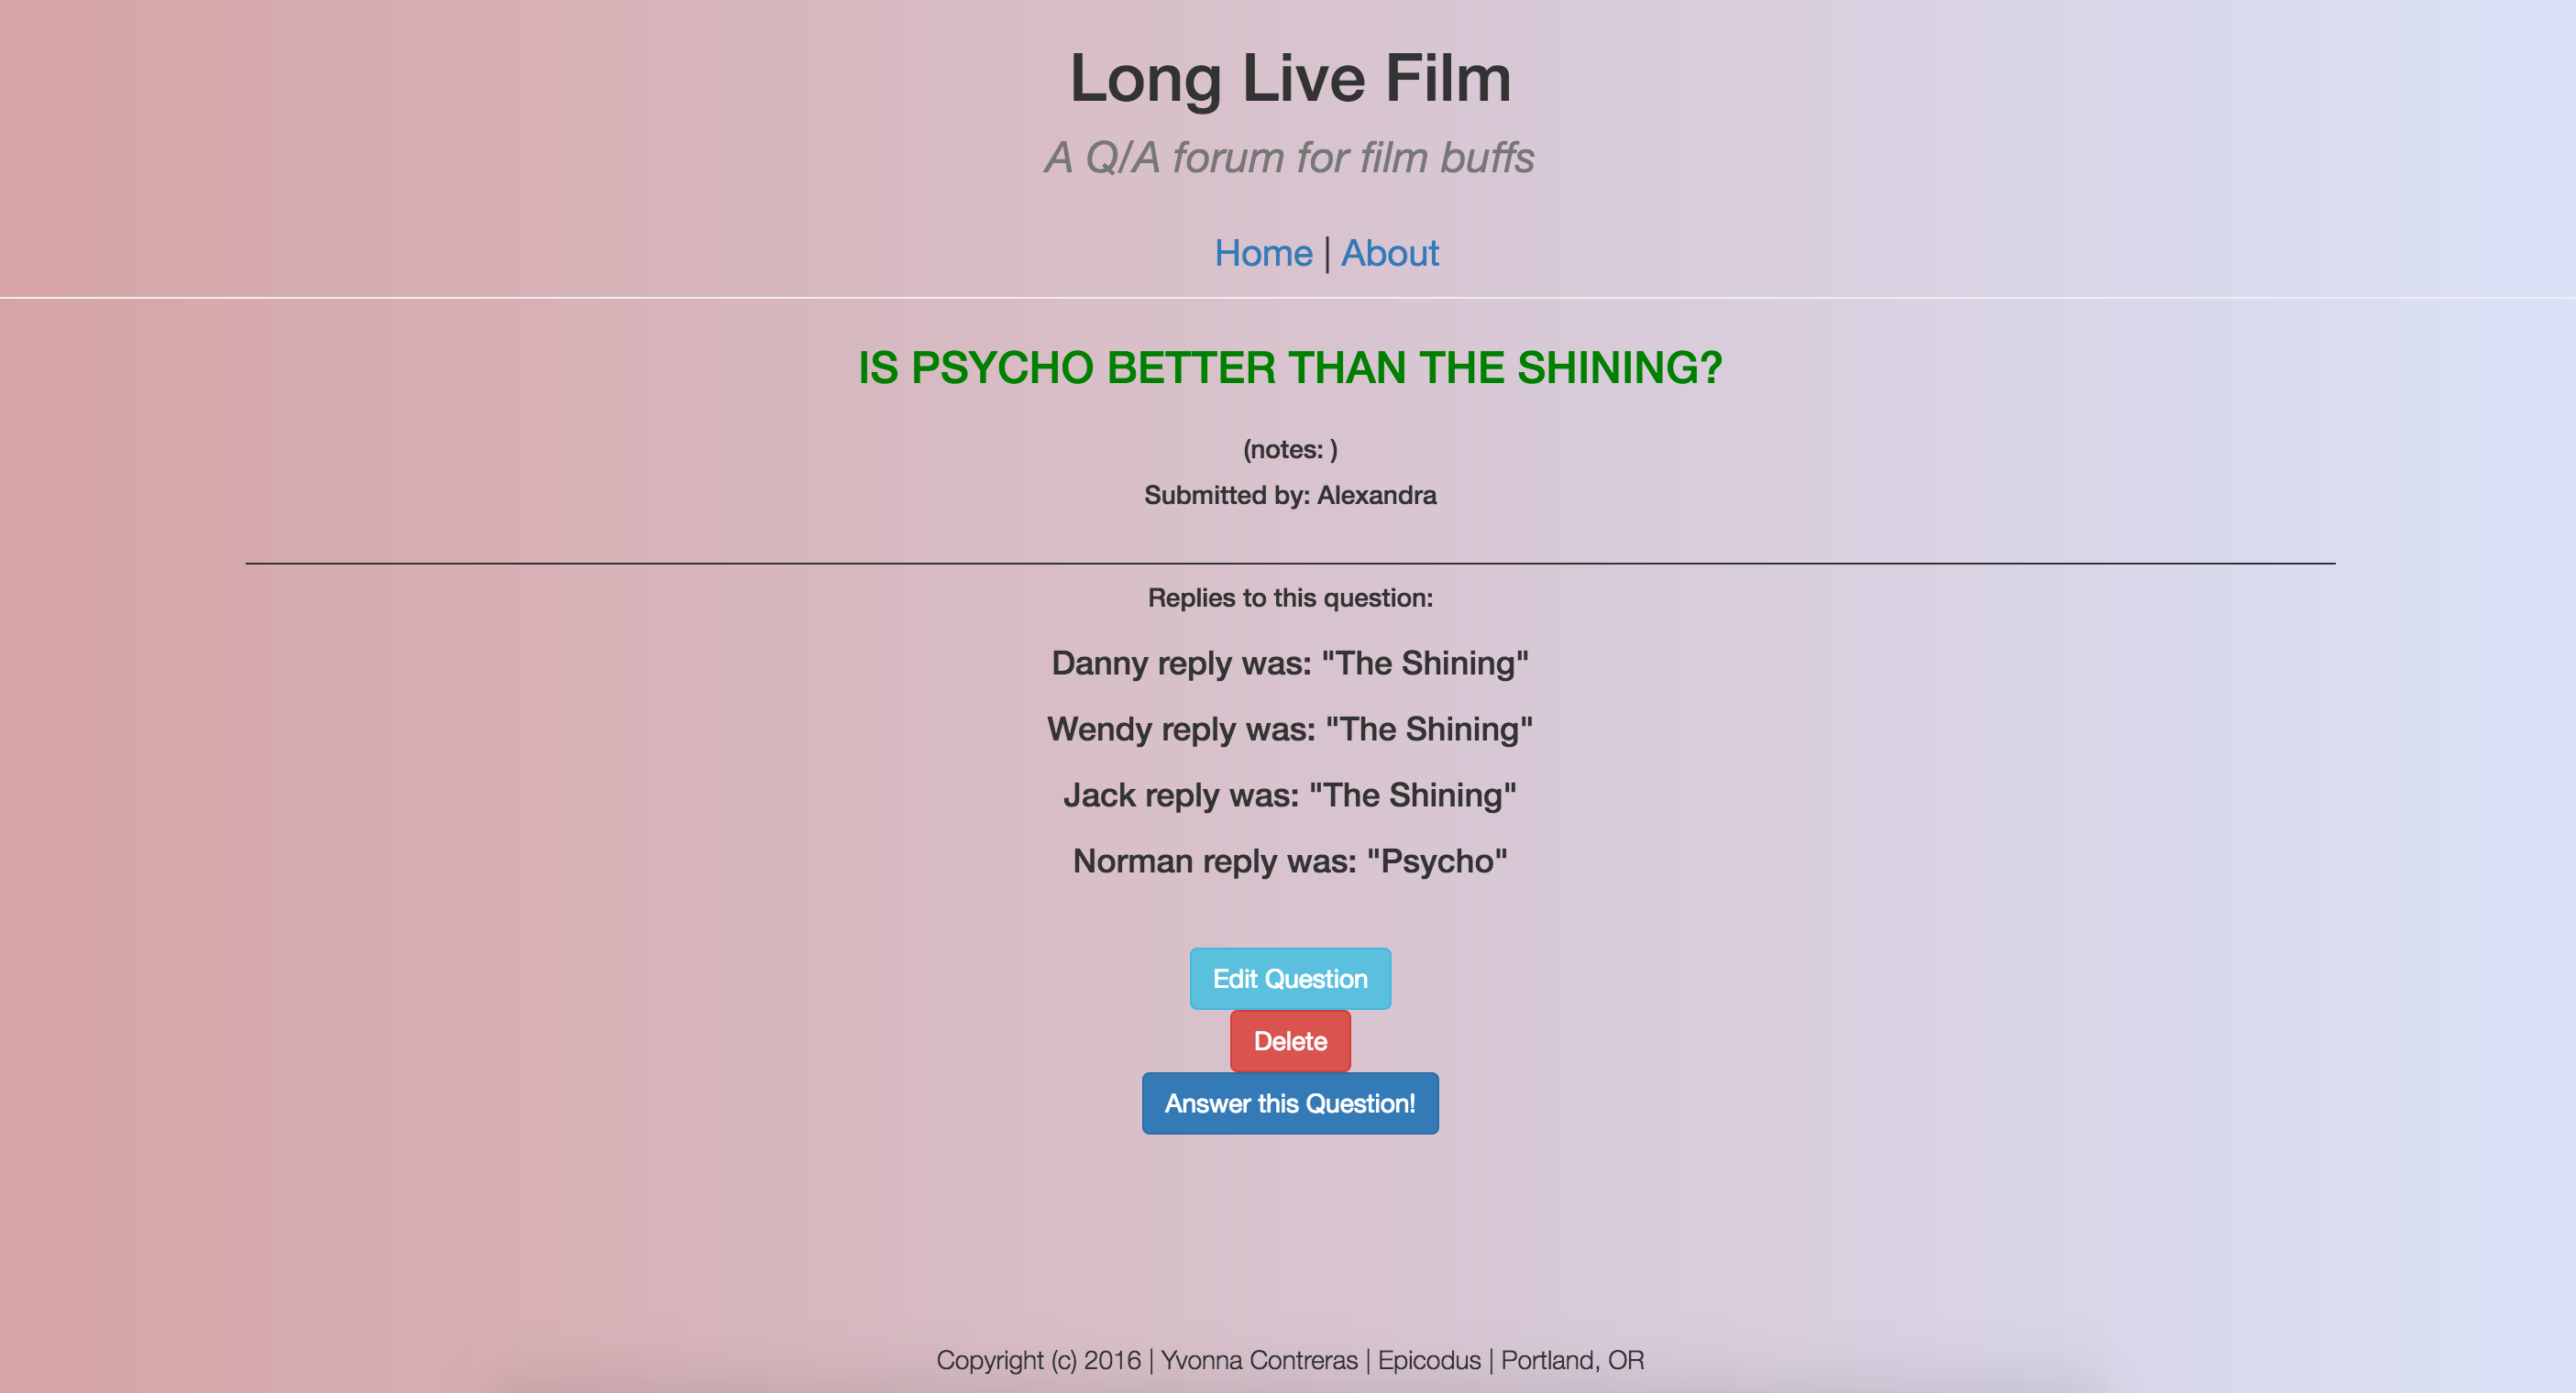 Long Live Film
A Q/A forum for film buffs
Home | About
IS PSYCHO BETTER THAN THE SHINING?
(notes: )
Submitted by: Alexandra
Replies to this question:
Danny reply was: "The Shining"
Wendy reply was: "The Shining"
Jack reply was: "The Shining"
Norman reply was: "Psycho"
Edit Question
Delete
Answer this Question!
Copyright (c) 2016 | Yvonna Contreras | Epicodus | Portland, OR